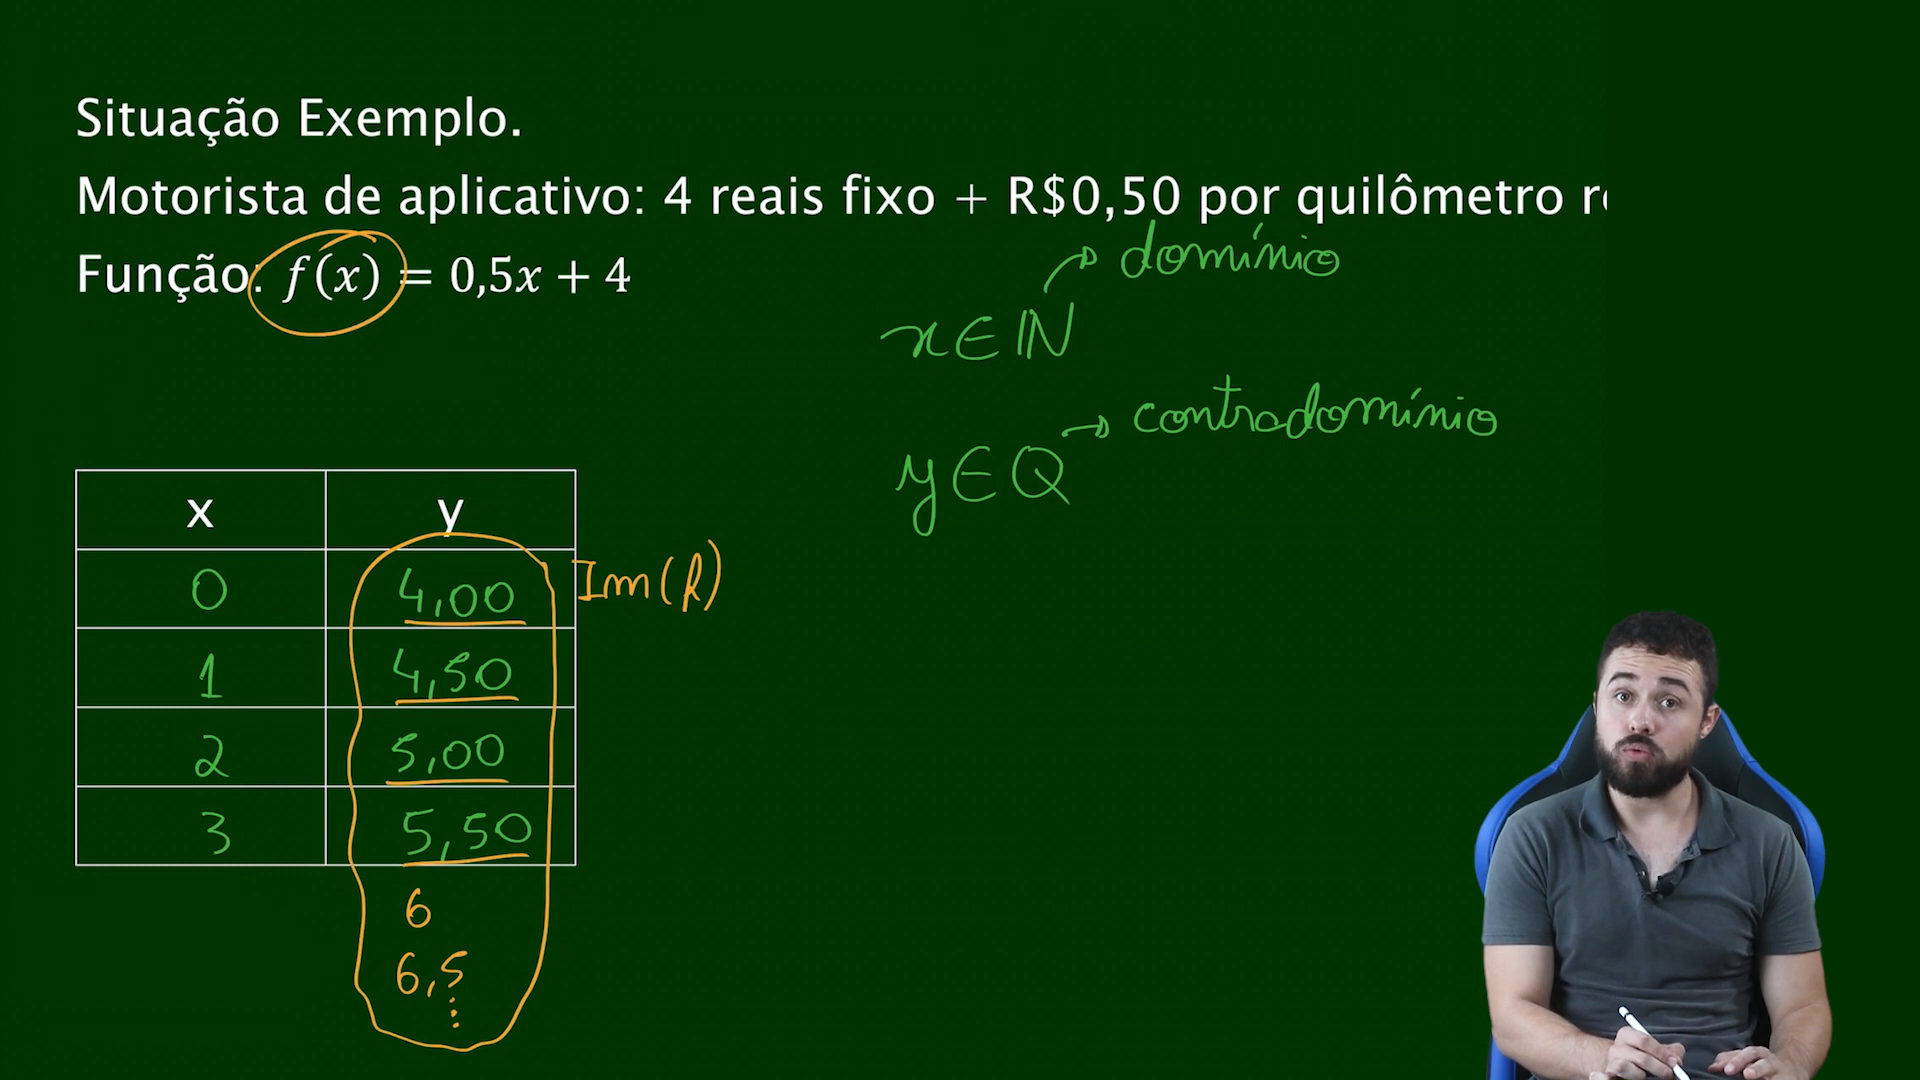 Situação Exemplo.
Motorista de aplicativo: 4 reais fixo + R$0,50 por quilômetro
Função: f(x) = 0,5x + 4
domínio
x ∈ ℕ
contradomínio
y ∈ Q
x y
0 4,00
Im(f)
1 4,50
2 5,00
3 5,50
6
6,5
⋮